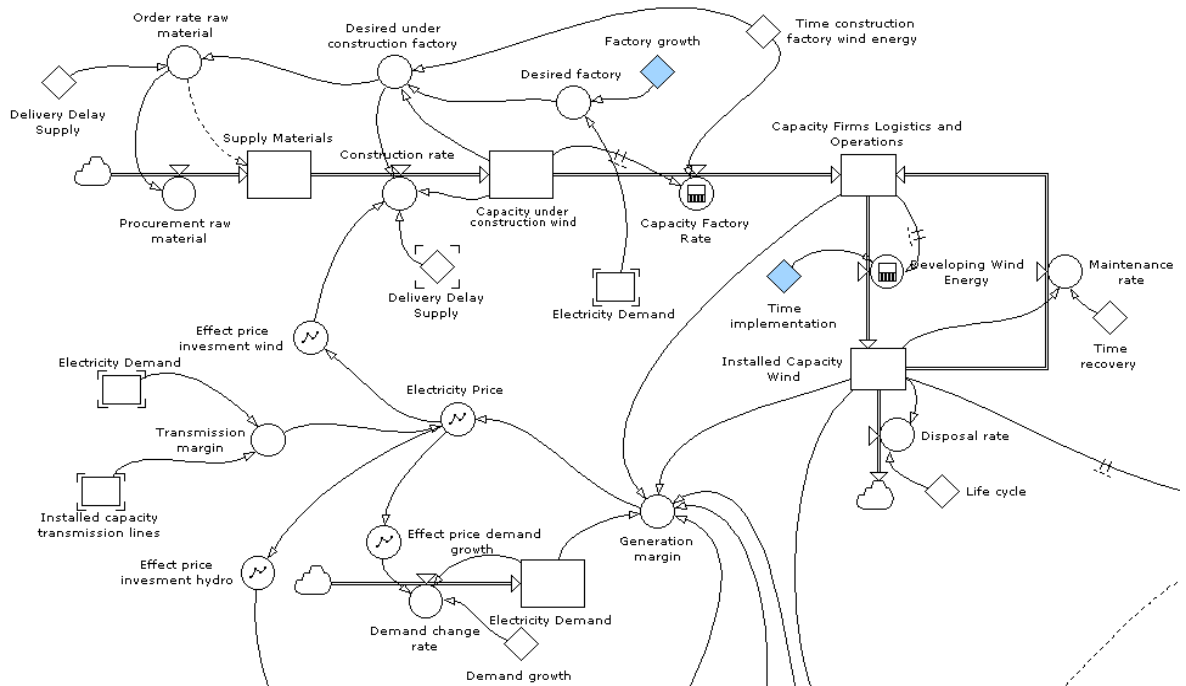 Order rate raw
material
Desired under
construction factory
Time construction
factory wind energy
Factory growth
Desired factory
Delivery Delay
Supply
Supply Materials
Construction rate
Capacity Firms Logistics and
Operations
Procurement raw
material
Capacity under
construction wind
Capacity Factory
Rate
Developing Wind
Energy
Maintenance
rate
Delivery Delay
Supply
Electricity Demand
Time
implementation
Effect price
invesment wind
Time
recovery
Electricity Demand
Installed Capacity
Wind
Electricity Price
Transmission
margin
Disposal rate
Installed capacity
transmission lines
Life cycle
Effect price demand
growth
Generation
margin
Effect price
invesment hydro
Electricity Demand
Demand change
rate
Demand growth